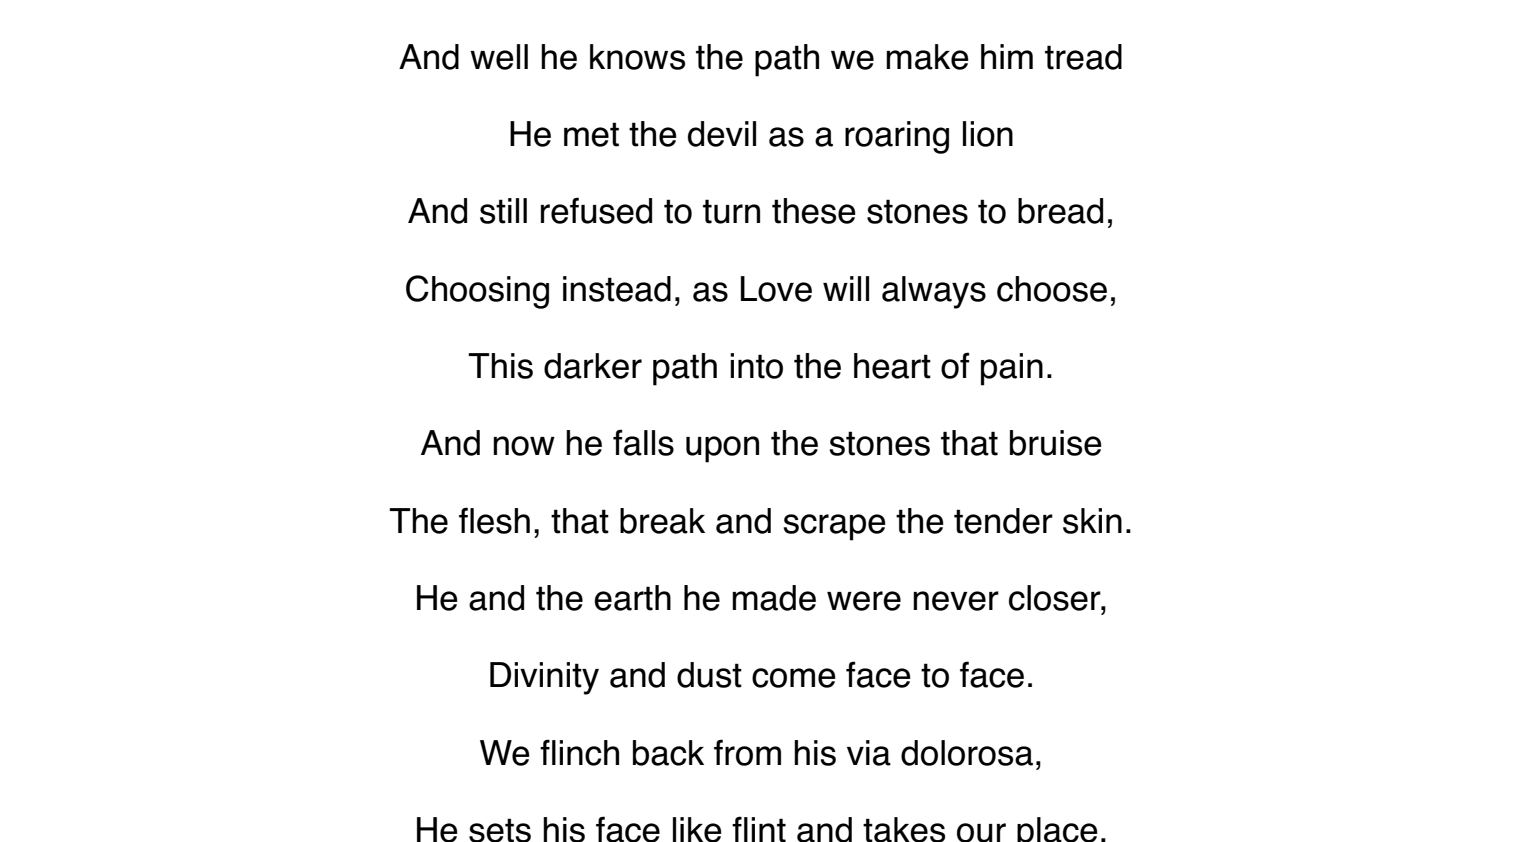 And well he knows the path we make him tread
He met the devil as a roaring lion
And still refused to turn these stones to bread,
Choosing instead, as Love will always choose,
This darker path into the heart of pain.
And now he falls upon the stones that bruise
The flesh, that break and scrape the tender skin.
He and the earth he made were never closer,
Divinity and dust come face to face.
We flinch back from his via dolorosa,
He sets his face like flint and takes our place,